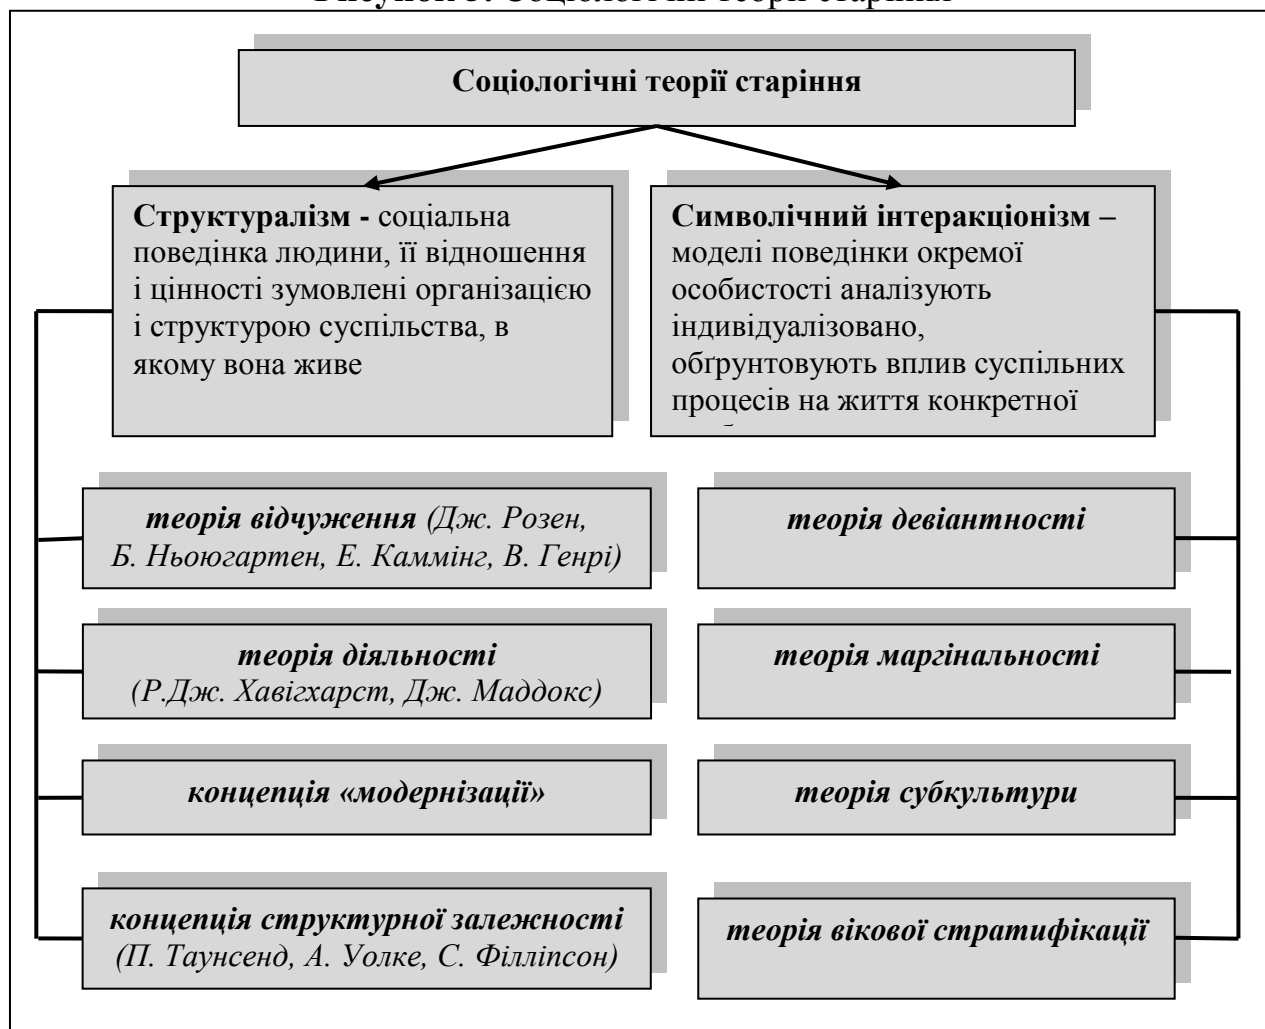 Соціологічні теорії старіння
Структуралізм - соціальна
поведінка людини, її відношення
і цінності зумовлені організацією
і структурою суспільства, в
якому вона живе
Символічний інтеракціонізм –
моделі поведінки окремої
особистості аналізують
індивідуалізовано,
обґрунтовують вплив суспільних
процесів на життя конкретної
теорія відчуження (Дж. Розен,
Б. Ньоюгартен, Е. Каммінг, В. Генрі)
теорія діяльності
(Р.Дж. Хавігхарст, Дж. Маддокс)
концепція «модернізації»
концепція структурної залежності
(П. Таунсенд, А. Уолке, С. Філліпсон)
теорія девіантності
теорія маргінальності
теорія субкультури
теорія вікової стратифікації